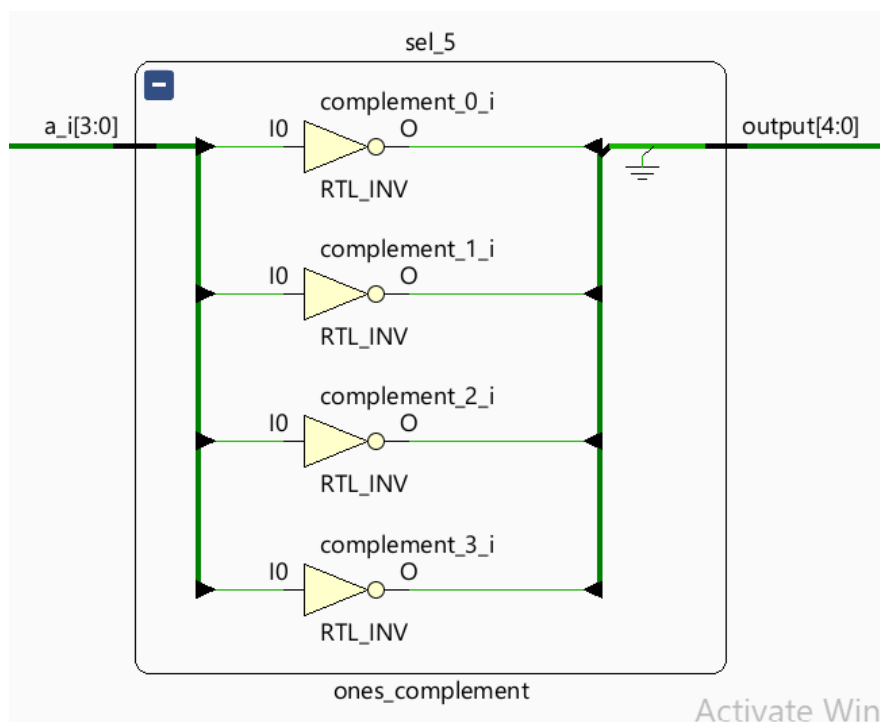 sel_5
complement_0_i
a_i[3:0]
I0
O
output[4:0]
RTL_INV
complement_1_i
I0
O
RTL_INV
complement_2_i
I0
O
RTL_INV
complement_3_i
I0
O
RTL_INV
ones_complement
Activate Win